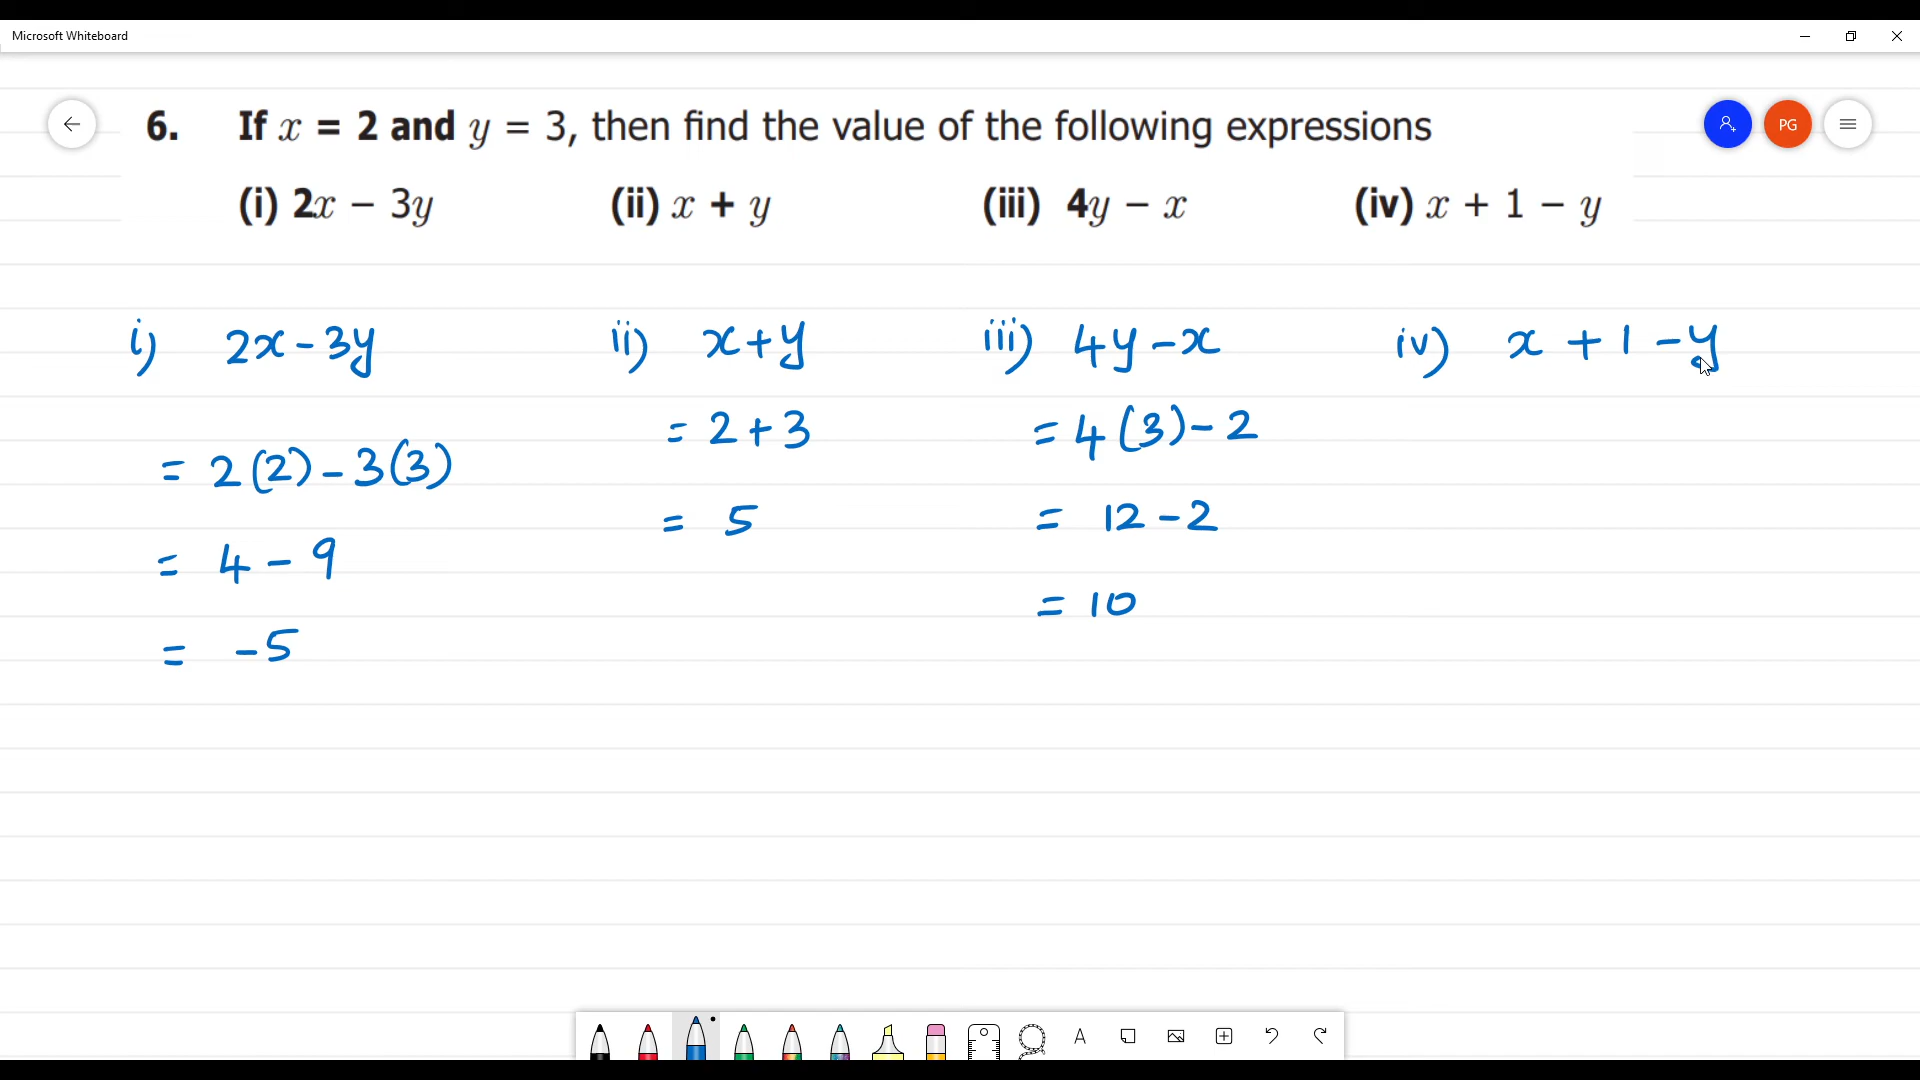 Microsoft Whiteboard
6. If x = 2 and y = 3, then find the value of the following expressions
PG
(i) 2x − 3y (ii) x + y (iii) 4y − x (iv) x + 1 − y
i) 2x - 3y
= 2(2) - 3(3)
= 4 - 9
= -5
ii) x + y
= 2 + 3
= 5
iii) 4y - x
= 4(3) - 2
= 12 - 2
= 10
iv) x + 1 - y
A